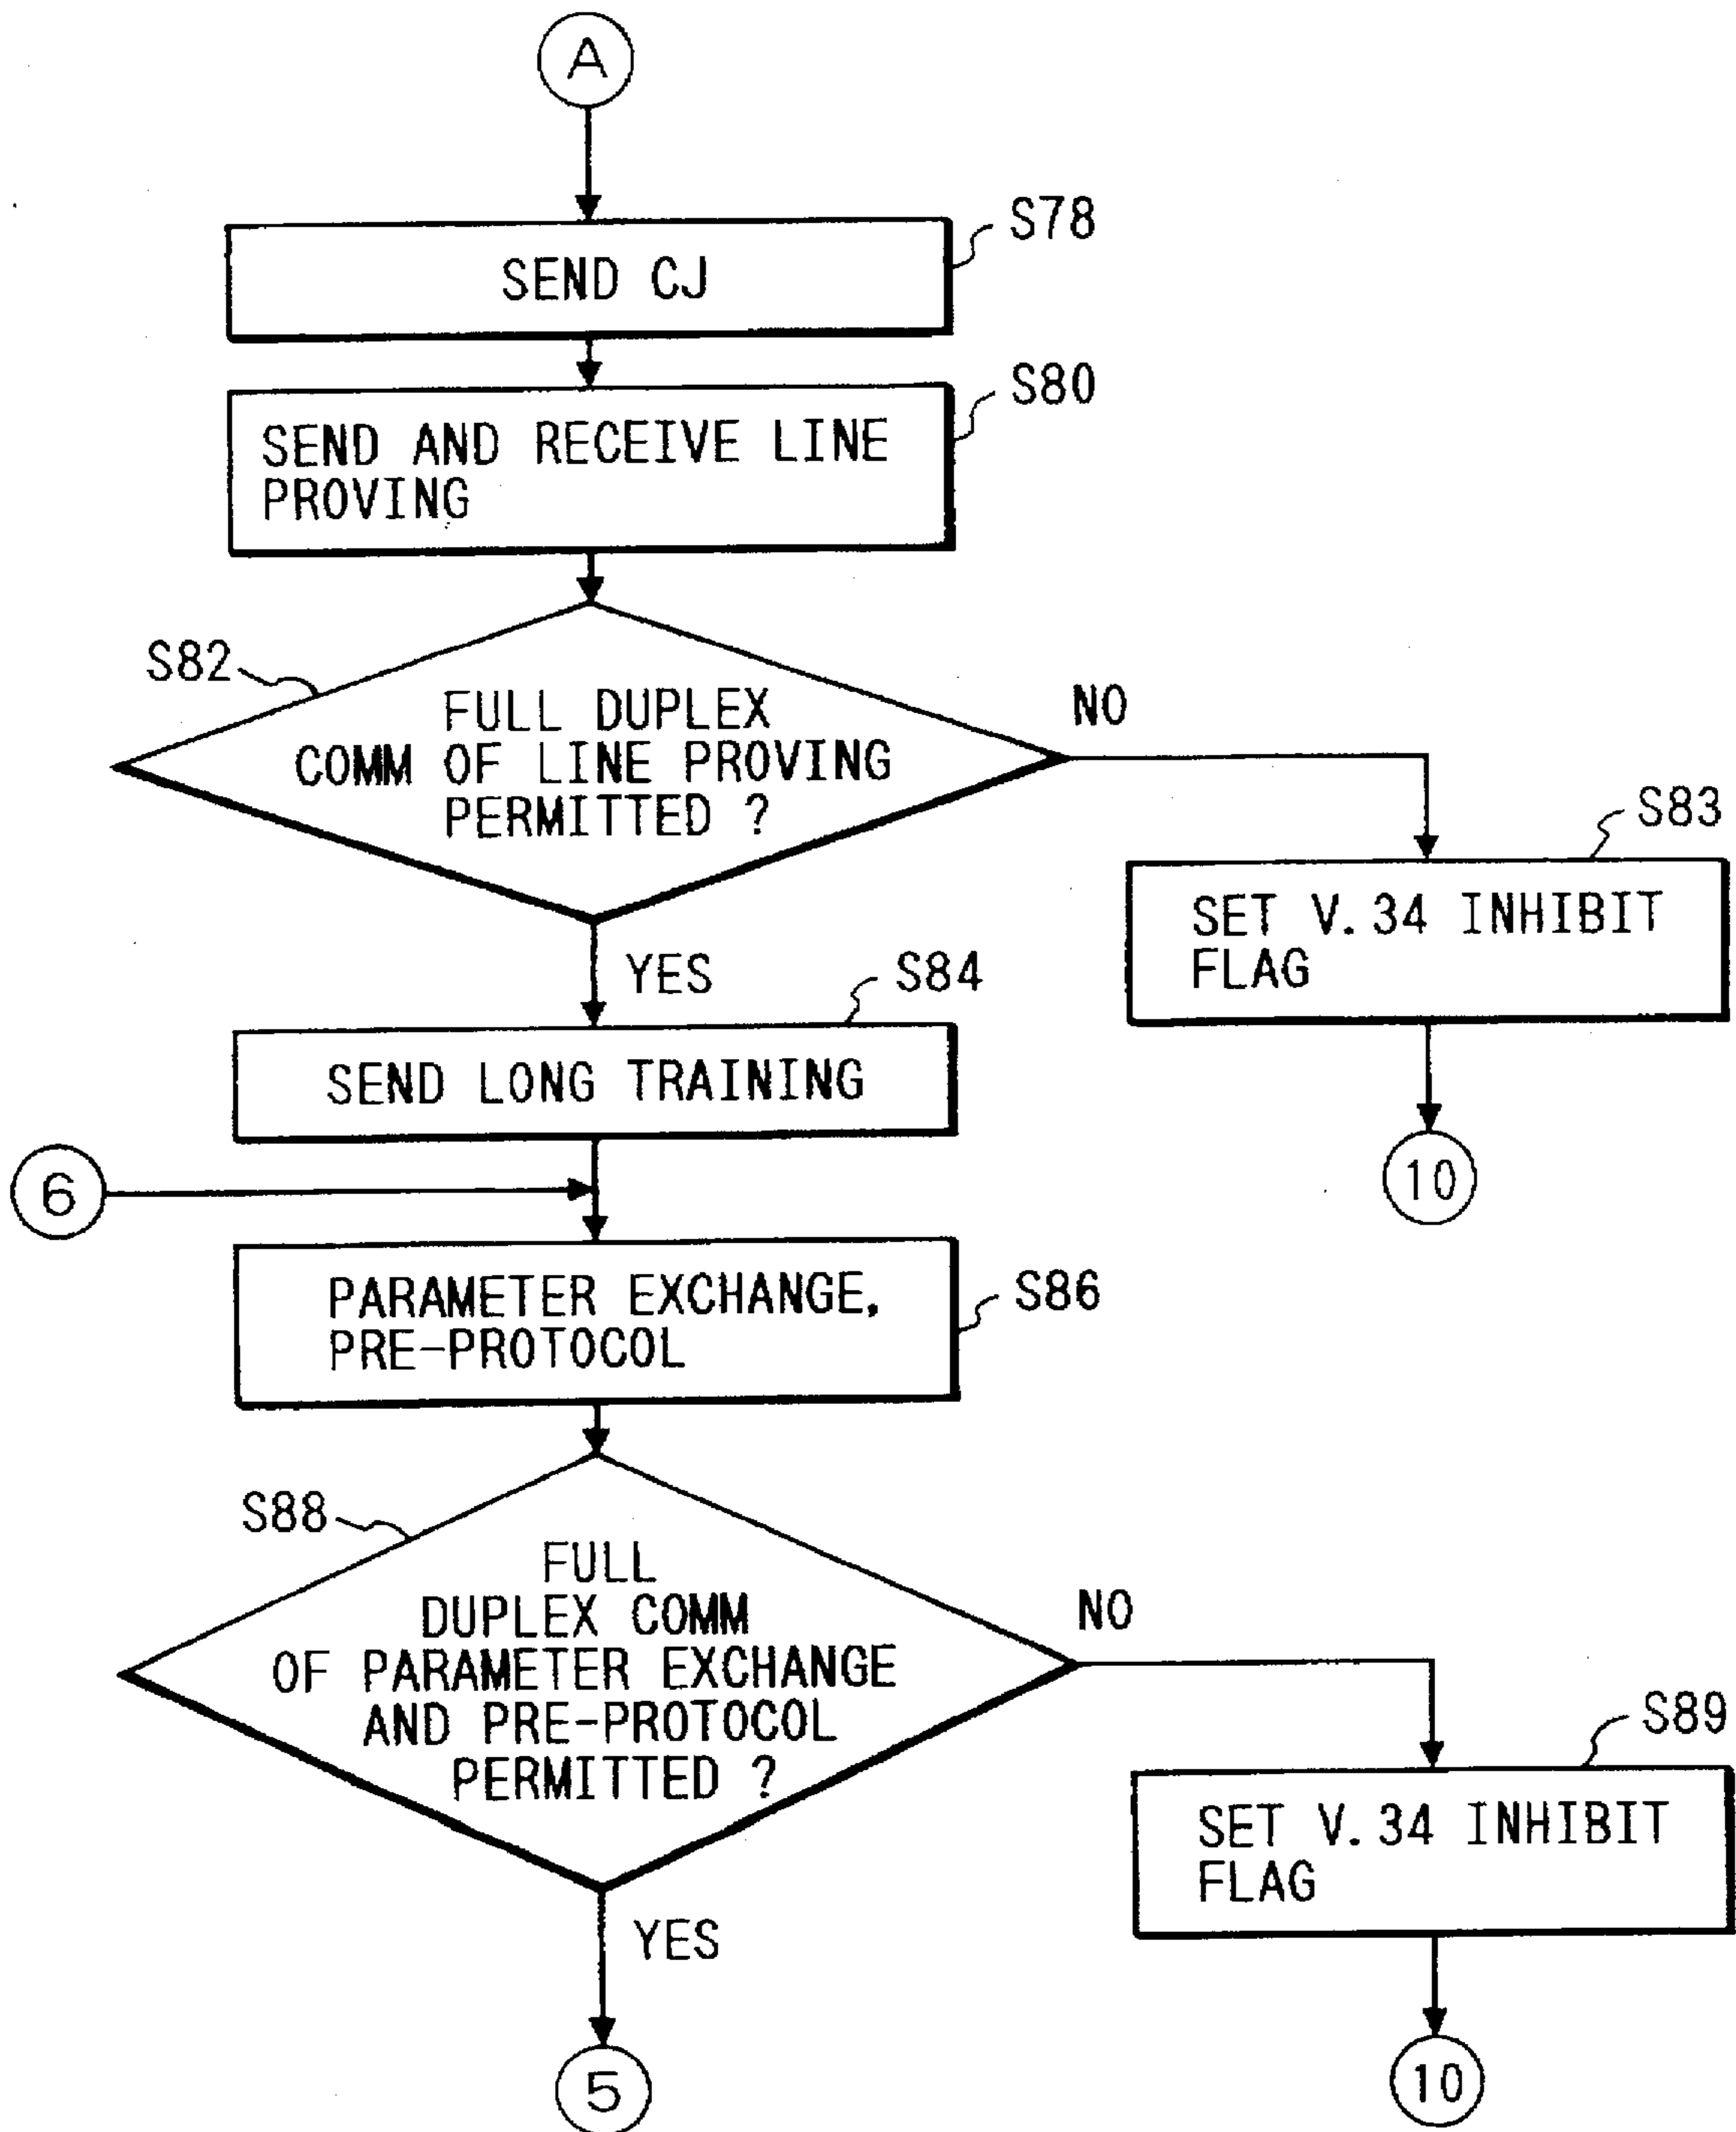 A
S78
SEND CJ
S80
SEND AND RECEIVE LINE
PROVING
S82
FULL DUPLEX
COMM OF LINE PROVING
PERMITTED ?
NO
S83
SET V.34 INHIBIT
FLAG
10
YES
S84
SEND LONG TRAINING
6
S86
PARAMETER EXCHANGE.
PRE-PROTOCOL
S88
FULL
DUPLEX COMM
OF PARAMETER EXCHANGE
AND PRE-PROTOCOL
PERMITTED ?
NO
S89
SET V.34 INHIBIT
FLAG
10
YES
5